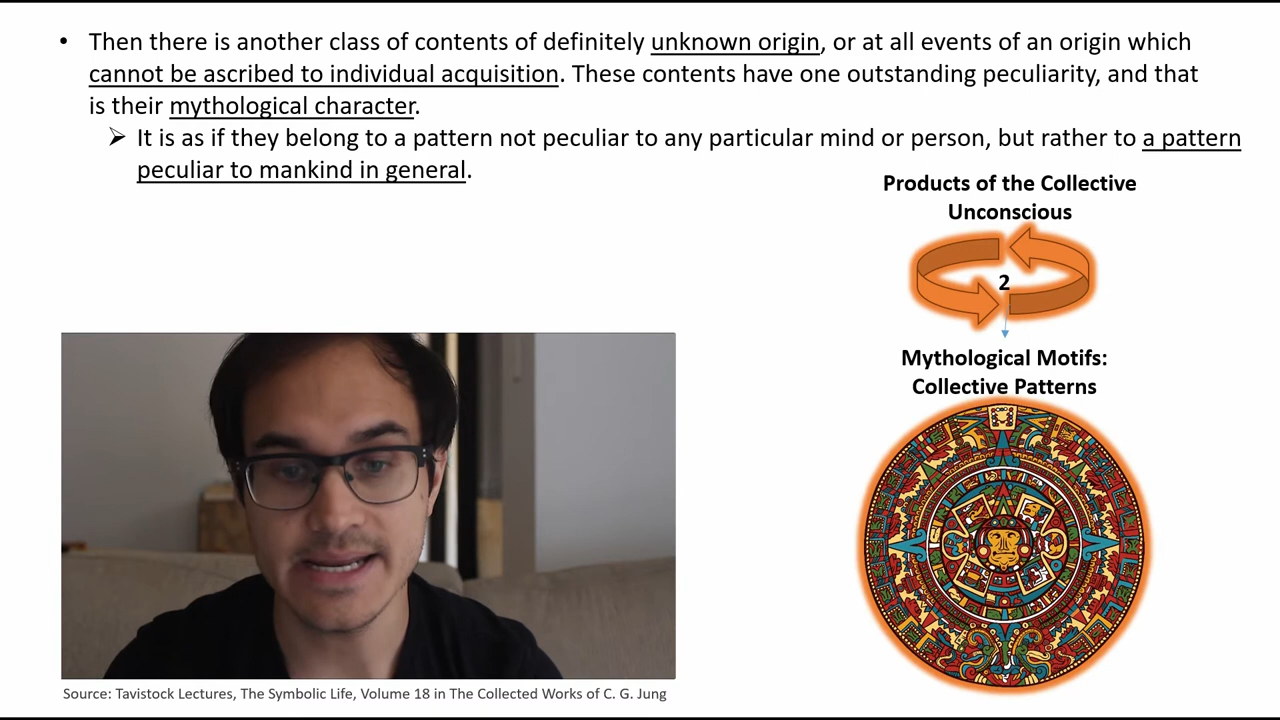 • Then there is another class of contents of definitely unknown origin, or at all events of an origin which
cannot be ascribed to individual acquisition. These contents have one outstanding peculiarity, and that
is their mythological character.
➢ It is as if they belong to a pattern not peculiar to any particular mind or person, but rather to a pattern
peculiar to mankind in general.
Products of the Collective
Unconscious
2
Mythological Motifs:
Collective Patterns
Source: Tavistock Lectures, The Symbolic Life, Volume 18 in The Collected Works of C. G. Jung